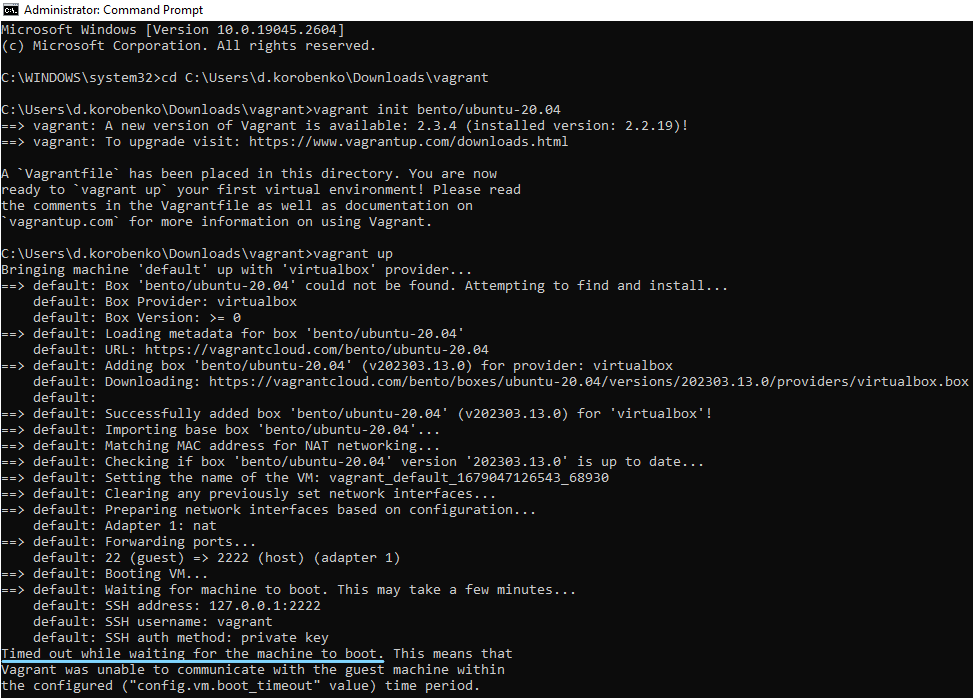 Administrator: Command Prompt
Microsoft Windows [Version 10.0.19045.2604]
(c) Microsoft Corporation. All rights reserved.
C:\WINDOWS\system32>cd C:\Users\d.korobenko\Downloads\vagrant
C:\Users\d.korobenko\Downloads\vagrant>vagrant init bento/ubuntu-20.04
==> vagrant: A new version of Vagrant is available: 2.3.4 (installed version: 2.2.19)!
==> vagrant: To upgrade visit: https://www.vagrantup.com/downloads.html
A `Vagrantfile` has been placed in this directory. You are now
ready to `vagrant up` your first virtual environment! Please read
the comments in the Vagrantfile as well as documentation on
`vagrantup.com` for more information on using Vagrant.
C:\Users\d.korobenko\Downloads\vagrant>vagrant up
Bringing machine 'default' up with 'virtualbox' provider...
==> default: Box 'bento/ubuntu-20.04' could not be found. Attempting to find and install...
    default: Box Provider: virtualbox
    default: Box Version: >= 0
==> default: Loading metadata for box 'bento/ubuntu-20.04'
    default: URL: https://vagrantcloud.com/bento/ubuntu-20.04
==> default: Adding box 'bento/ubuntu-20.04' (v202303.13.0) for provider: virtualbox
    default: Downloading: https://vagrantcloud.com/bento/boxes/ubuntu-20.04/versions/202303.13.0/providers/virtualbox.box
    default:
==> default: Successfully added box 'bento/ubuntu-20.04' (v202303.13.0) for 'virtualbox'!
==> default: Importing base box 'bento/ubuntu-20.04'...
==> default: Matching MAC address for NAT networking...
==> default: Checking if box 'bento/ubuntu-20.04' version '202303.13.0' is up to date...
==> default: Setting the name of the VM: vagrant_default_1679047126543_68930
==> default: Clearing any previously set network interfaces...
==> default: Preparing network interfaces based on configuration...
    default: Adapter 1: nat
==> default: Forwarding ports...
    default: 22 (guest) => 2222 (host) (adapter 1)
==> default: Booting VM...
==> default: Waiting for machine to boot. This may take a few minutes...
    default: SSH address: 127.0.0.1:2222
    default: SSH username: vagrant
    default: SSH auth method: private key
Timed out while waiting for the machine to boot. This means that
Vagrant was unable to communicate with the guest machine within
the configured ("config.vm.boot_timeout" value) time period.